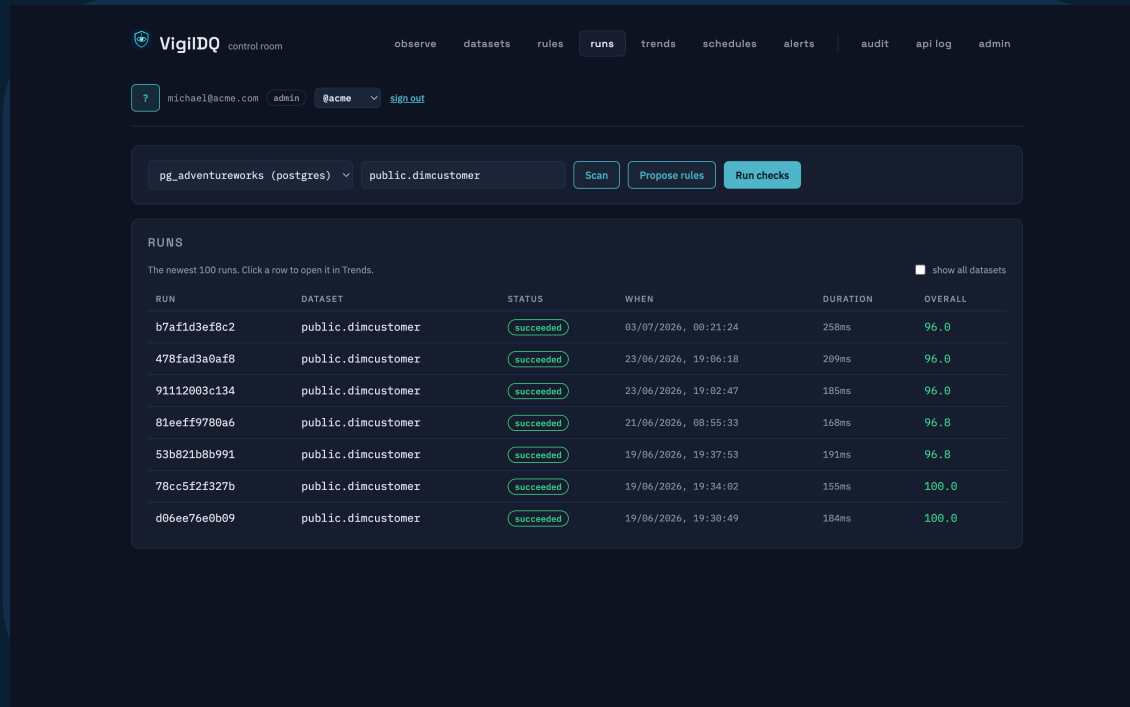 VigilDQ control room observe datasets rules runs trends schedules alerts audit api log admin
? michael@acme.com admin @acme sign out
pg_adventureworks (postgres) public.dimcustomer Scan Propose rules Run checks
RUNS
The newest 100 runs. Click a row to open it in Trends. show all datasets
RUN DATASET STATUS WHEN DURATION OVERALL
b7af1d3ef8c2 public.dimcustomer succeeded 03/07/2026, 00:21:24 258ms 96.0
478fad3a0af8 public.dimcustomer succeeded 23/06/2026, 19:06:18 209ms 96.0
91112003c134 public.dimcustomer succeeded 23/06/2026, 19:02:47 185ms 96.0
81eeff9780a6 public.dimcustomer succeeded 21/06/2026, 08:55:33 168ms 96.8
53b821b8b991 public.dimcustomer succeeded 19/06/2026, 19:37:53 191ms 96.8
78cc5f2f327b public.dimcustomer succeeded 19/06/2026, 19:34:02 155ms 100.0
d06ee76e0b09 public.dimcustomer succeeded 19/06/2026, 19:30:49 184ms 100.0